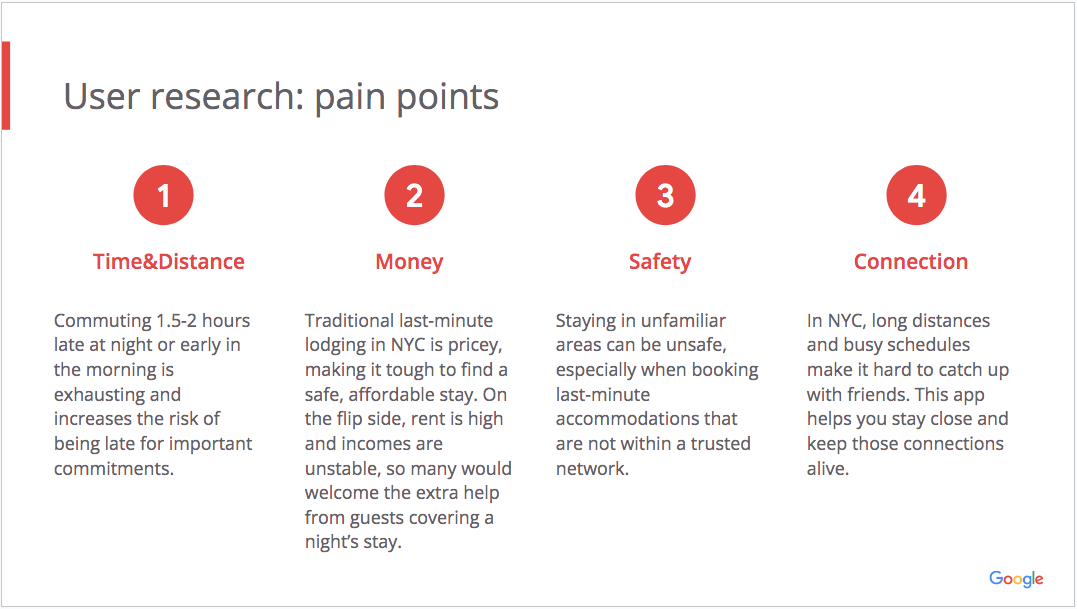 User research: pain points
1
2
3
4
Time&Distance
Money
Safety
Connection
Commuting 1.5-2 hours
late at night or early in
the morning is
exhausting and
increases the risk of
being late for important
commitments.
Traditional last-minute
lodging in NYC is pricey,
making it tough to find a
safe, affordable stay. On
the flip side, rent is high
and incomes are
unstable, so many would
welcome the extra help
from guests covering a
night’s stay.
Staying in unfamiliar
areas can be unsafe,
especially when booking
last-minute
accommodations that
are not within a trusted
network.
In NYC, long distances
and busy schedules
make it hard to catch up
with friends. This app
helps you stay close and
keep those connections
alive.
Google